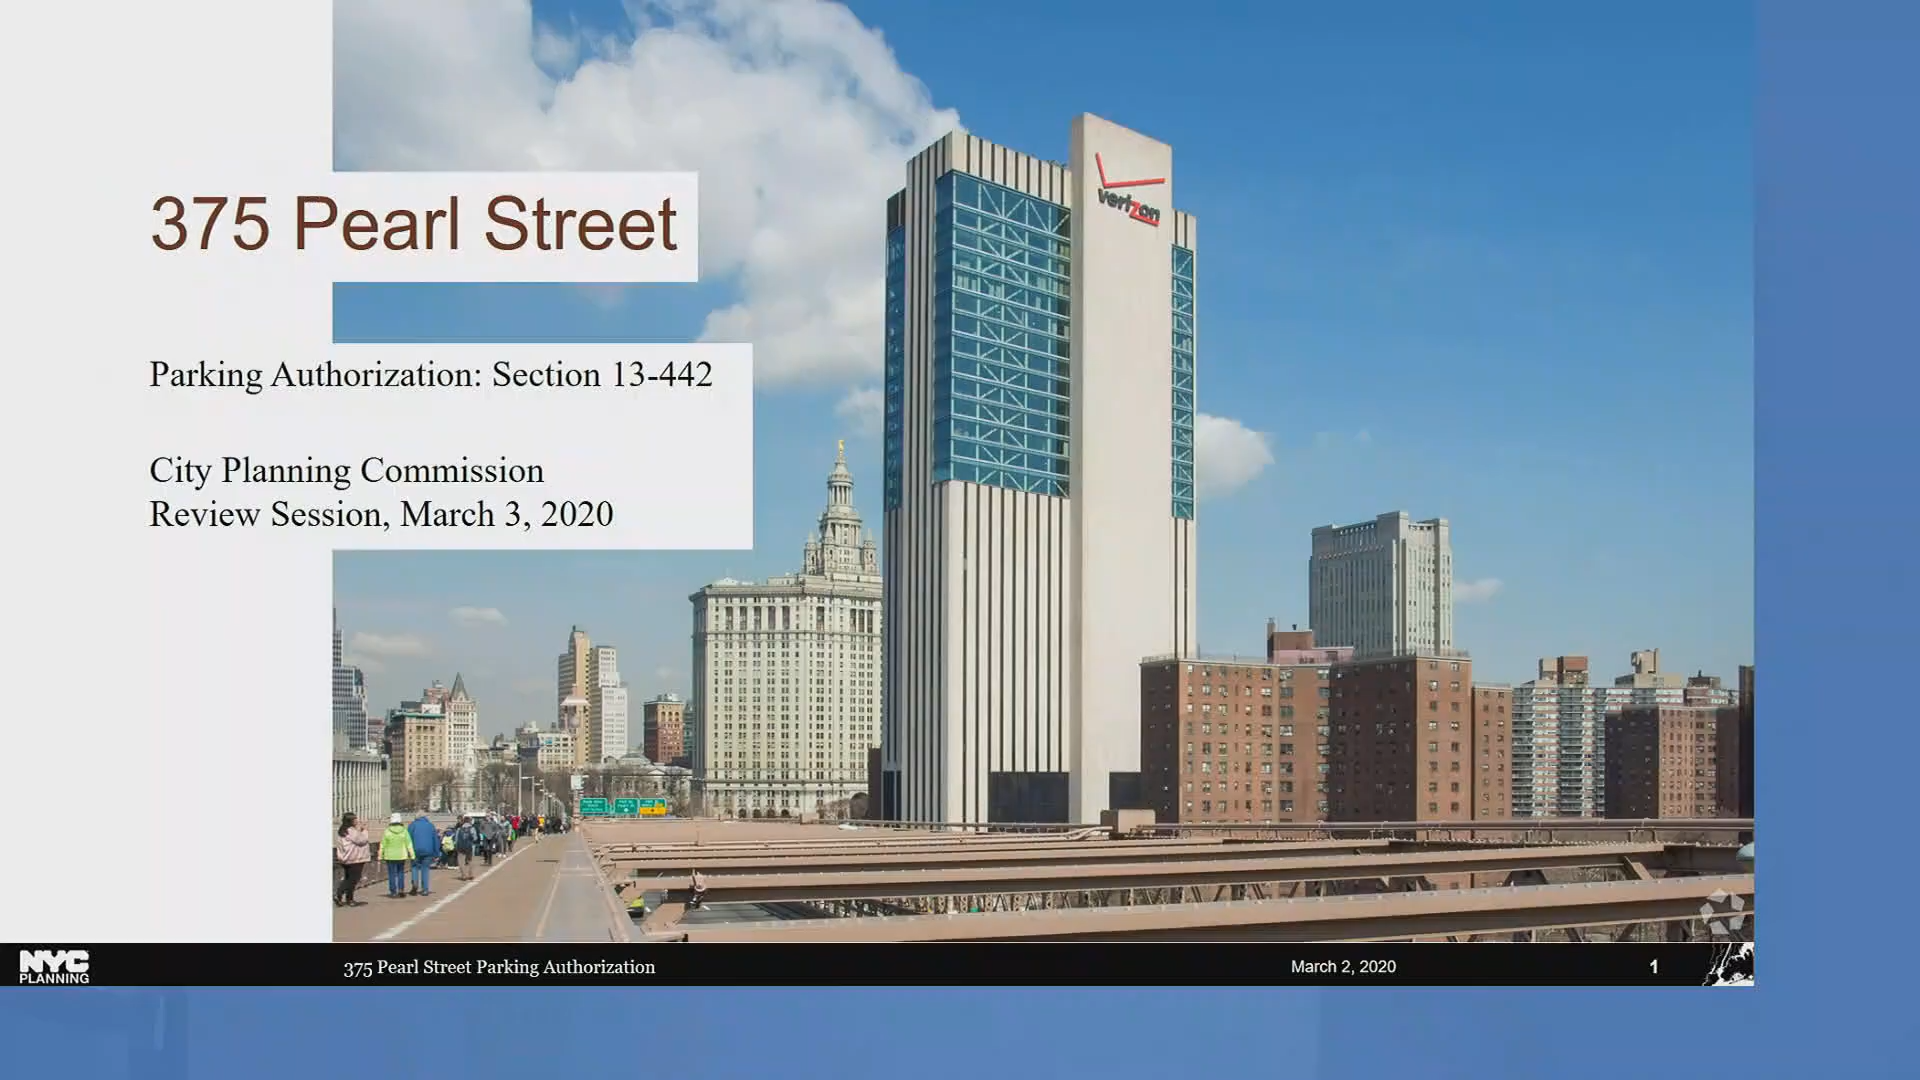 375 Pearl Street
Parking Authorization: Section 13-442
City Planning Commission
Review Session, March 3, 2020
verizon
NYC
PLANNING
375 Pearl Street Parking Authorization
March 2, 2020
1